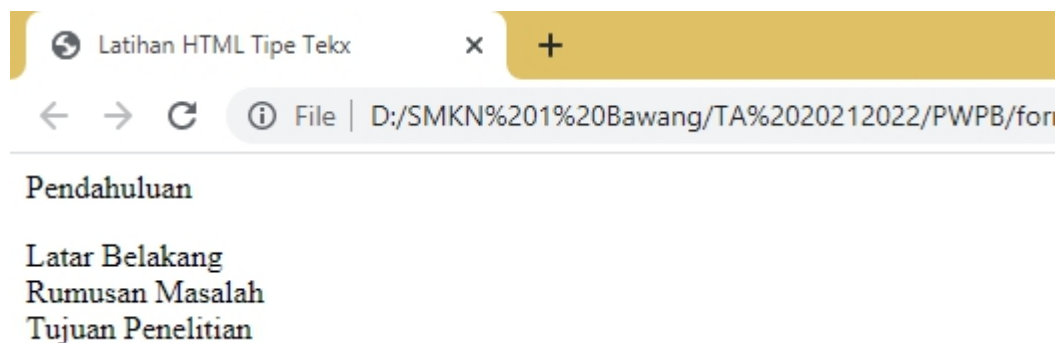 Latihan HTML Tipe Tekx
File | D:/SMKN%201%20Bawang/TA%2020212022/PWPB/for
Pendahuluan
Latar Belakang
Rumusan Masalah
Tujuan Penelitian